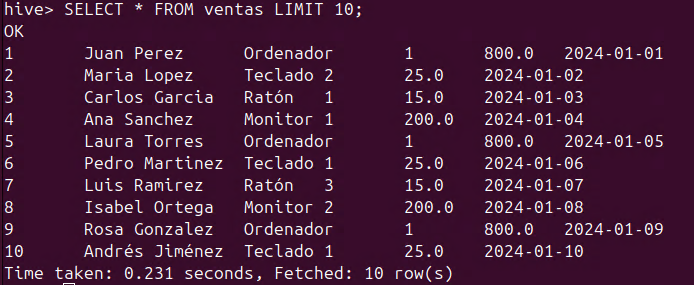 hive> SELECT * FROM ventas LIMIT 10;
OK
1	Juan Perez	Ordenador	1	800.0	2024-01-01
2	Maria Lopez	Teclado	2	25.0	2024-01-02
3	Carlos Garcia	Ratón	1	15.0	2024-01-03
4	Ana Sanchez	Monitor	1	200.0	2024-01-04
5	Laura Torres	Ordenador	1	800.0	2024-01-05
6	Pedro Martinez	Teclado	1	25.0	2024-01-06
7	Luis Ramirez	Ratón	3	15.0	2024-01-07
8	Isabel Ortega	Monitor	2	200.0	2024-01-08
9	Rosa Gonzalez	Ordenador	1	800.0	2024-01-09
10	Andrés Jiménez	Teclado	1	25.0	2024-01-10
Time taken: 0.231 seconds, Fetched: 10 row(s)